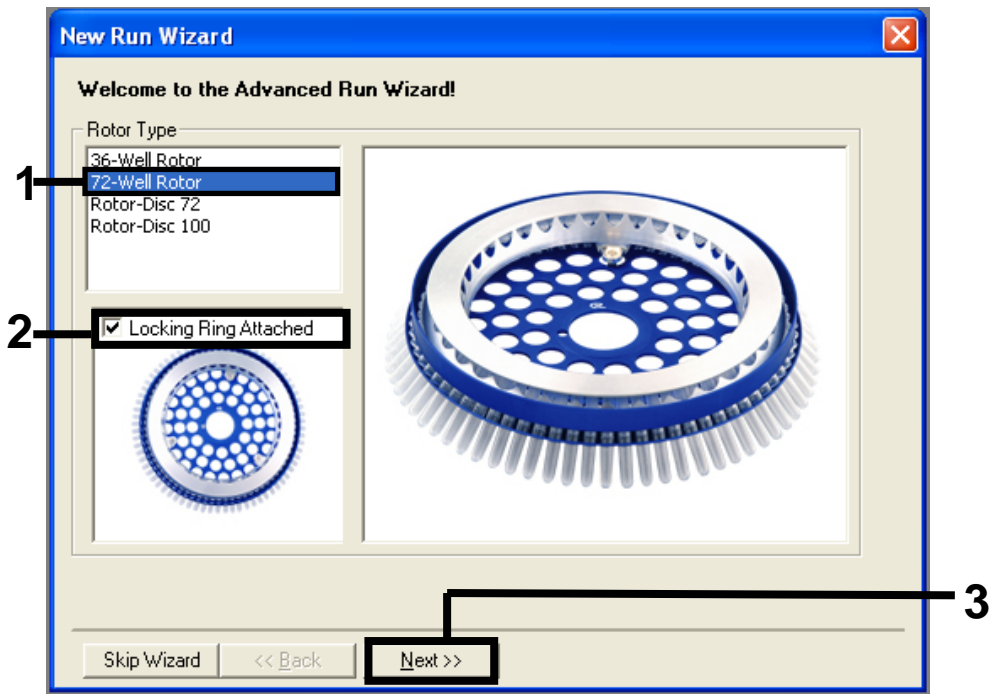 New Run Wizard
Welcome to the Advanced Run Wizard!
Rotor Type
36-Well Rotor
1
72-Well Rotor
Rotor-Disc 72
Rotor-Disc 100
2
Locking Ring Attached
3
Skip Wizard
<< Back
Next >>